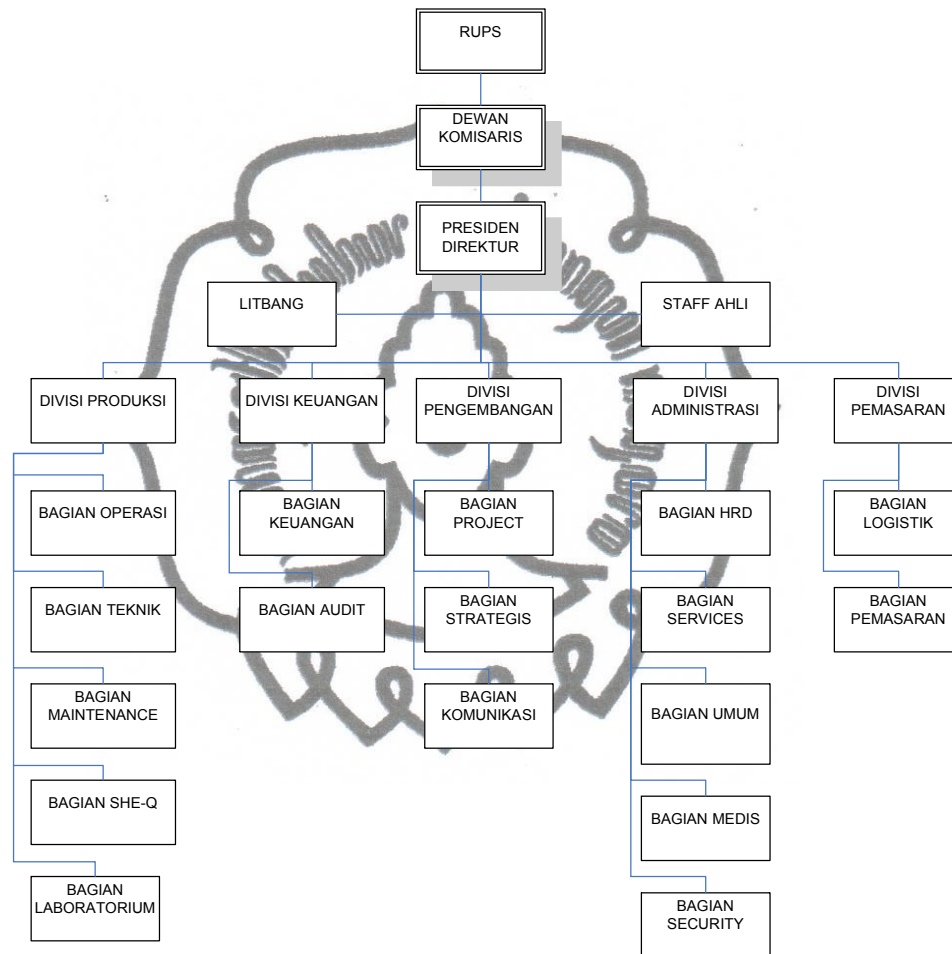 RUPS
DEWAN
KOMISARIS
PRESIDEN
DIREKTUR
LITBANG
STAFF AHLI
DIVISI PRODUKSI
DIVISI KEUANGAN
DIVISI
PENGEMBANGAN
DIVISI
ADMINISTRASI
DIVISI
PEMASARAN
BAGIAN OPERASI
BAGIAN
KEUANGAN
BAGIAN
PROJECT
BAGIAN HRD
BAGIAN
LOGISTIK
BAGIAN TEKNIK
BAGIAN AUDIT
BAGIAN
STRATEGIS
BAGIAN
SERVICES
BAGIAN
PEMASARAN
BAGIAN
MAINTENANCE
BAGIAN
KOMUNIKASI
BAGIAN UMUM
BAGIAN SHE-Q
BAGIAN MEDIS
BAGIAN
LABORATORIUM
BAGIAN
SECURITY